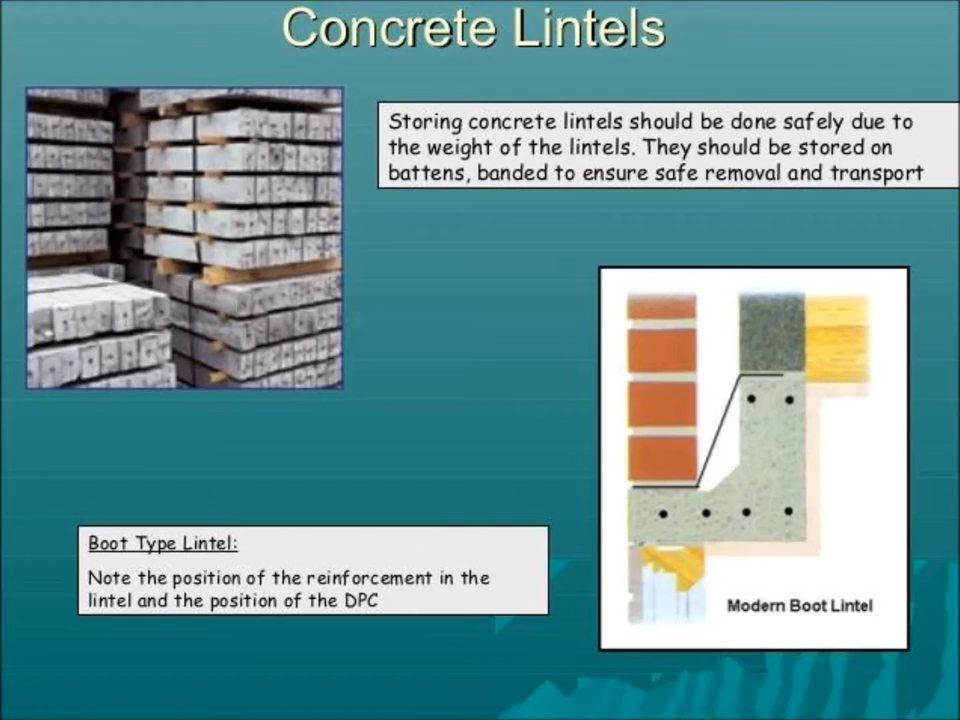 Concrete Lintels
Storing concrete lintels should be done safely due to
the weight of the lintels. They should be stored on
battens, banded to ensure safe removal and transport
Boot Type Lintel:
Note the position of the reinforcement in the
lintel and the position of the DPC
Modern Boot Lintel